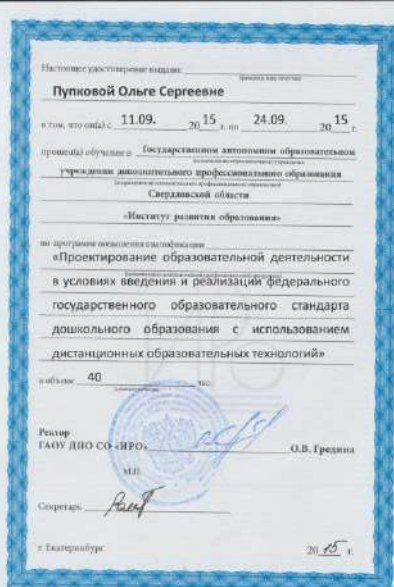 Настоящее удостоверение выдано
(фамилия, имя, отчество)
Пупковой Ольге Сергеевне
в том, что он(а) с 11.09. 20 15 г. по 24.09. 20 15 г.
прошел(а) обучение в Государственном автономном образовательном
учреждении дополнительного профессионального образования
Свердловской области
«Институт развития образования»
по программе повышения квалификации
«Проектирование образовательной деятельности
в условиях введения и реализации федерального
государственного образовательного стандарта
дошкольного образования с использованием
дистанционных образовательных технологий»
в объеме 40 час.
Ректор
ГАОУ ДПО СО «ИРО» О.В. Гредина
М.П.
Секретарь
г. Екатеринбург 20 15 г.